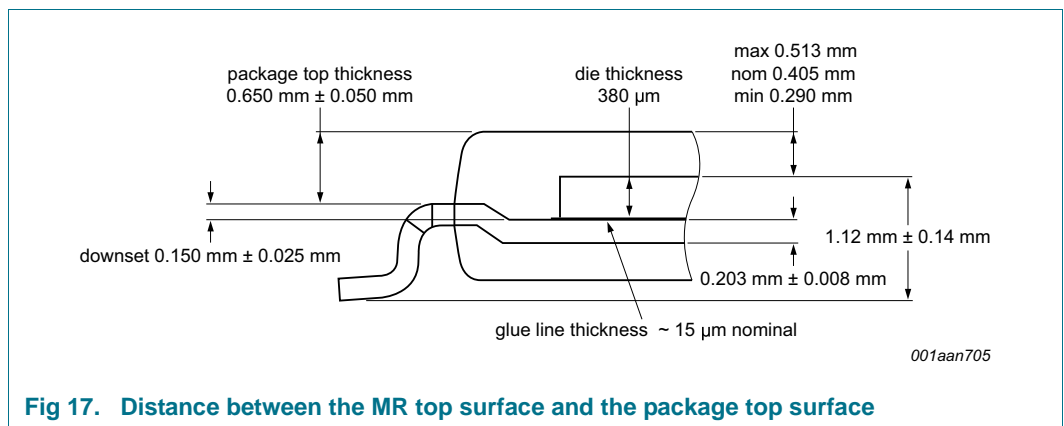 package top thickness
0.650 mm ± 0.050 mm
die thickness
380 µm
max 0.513 mm
nom 0.405 mm
min 0.290 mm
downset 0.150 mm ± 0.025 mm
1.12 mm ± 0.14 mm
0.203 mm ± 0.008 mm
glue line thickness ~ 15 µm nominal
001aan705
Fig 17. Distance between the MR top surface and the package top surface